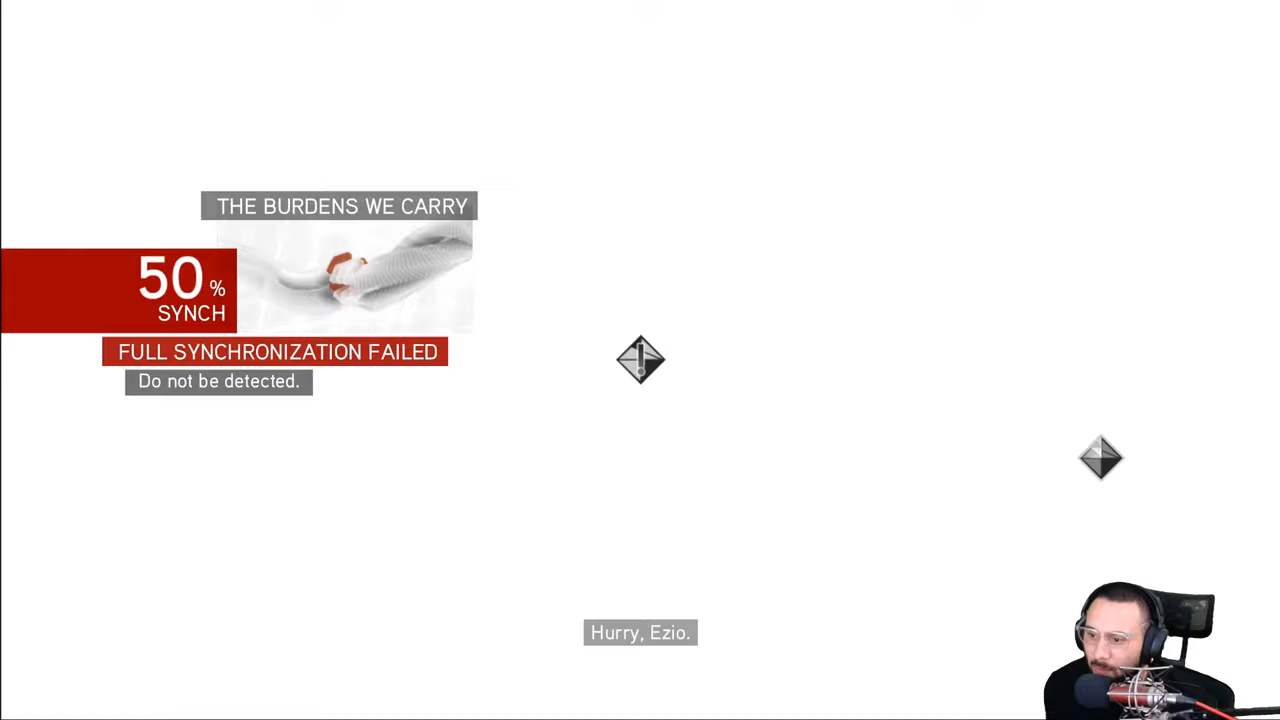 THE BURDENS WE CARRY
50 %
SYNCH
FULL SYNCHRONIZATION FAILED
Do not be detected.
Hurry, Ezio.